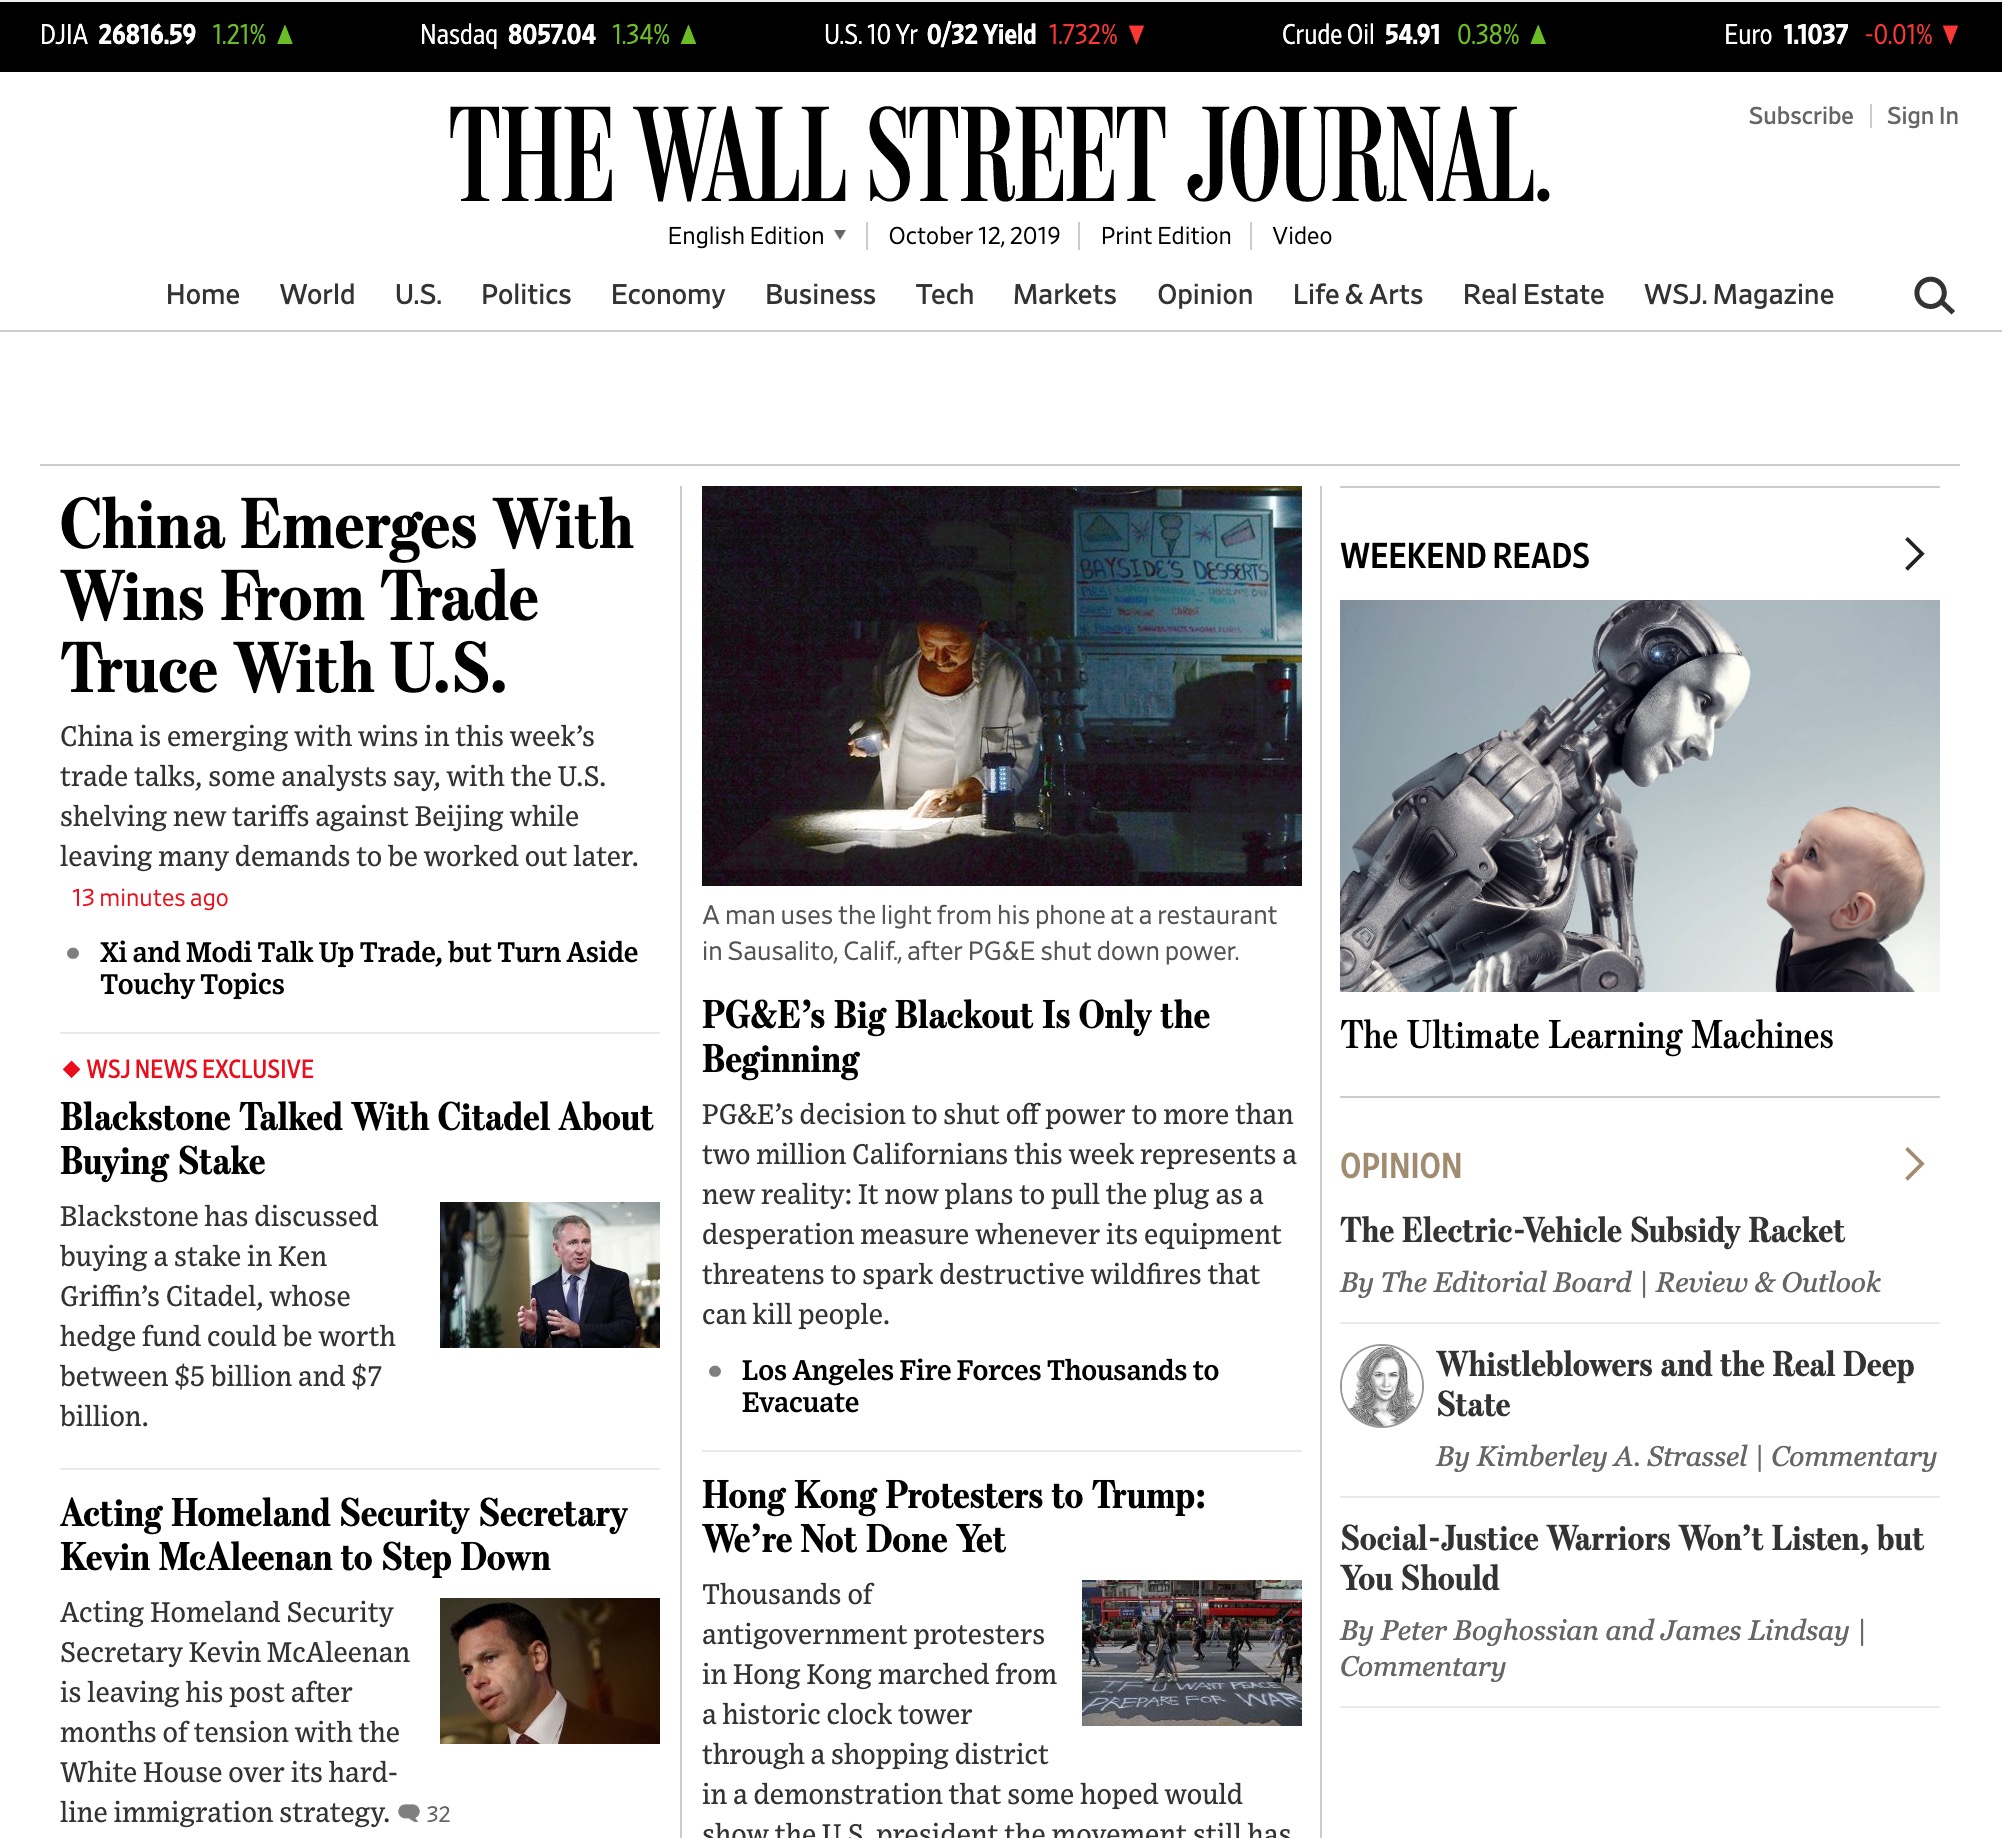 DJIA 26816.59 1.21% ▲ Nasdaq 8057.04 1.34% ▲ U.S. 10 Yr 0/32 Yield 1.732% ▼ Crude Oil 54.91 0.38% ▲ Euro 1.1037 -0.01% ▼
THE WALL STREET JOURNAL.
Subscribe | Sign In
English Edition ▼ | October 12, 2019 | Print Edition | Video
Home World U.S. Politics Economy Business Tech Markets Opinion Life & Arts Real Estate WSJ. Magazine
China Emerges With
Wins From Trade
Truce With U.S.
China is emerging with wins in this week’s
trade talks, some analysts say, with the U.S.
shelving new tariffs against Beijing while
leaving many demands to be worked out later.
13 minutes ago
• Xi and Modi Talk Up Trade, but Turn Aside
Touchy Topics
◆ WSJ NEWS EXCLUSIVE
Blackstone Talked With Citadel About
Buying Stake
Blackstone has discussed
buying a stake in Ken
Griffin’s Citadel, whose
hedge fund could be worth
between $5 billion and $7
billion.
Acting Homeland Security Secretary
Kevin McAleenan to Step Down
Acting Homeland Security
Secretary Kevin McAleenan
is leaving his post after
months of tension with the
White House over its hard-
line immigration strategy. 32
BAYSIDE'S DESSERTS
A man uses the light from his phone at a restaurant
in Sausalito, Calif., after PG&E shut down power.
PG&E’s Big Blackout Is Only the
Beginning
PG&E’s decision to shut off power to more than
two million Californians this week represents a
new reality: It now plans to pull the plug as a
desperation measure whenever its equipment
threatens to spark destructive wildfires that
can kill people.
• Los Angeles Fire Forces Thousands to
Evacuate
Hong Kong Protesters to Trump:
We’re Not Done Yet
Thousands of
antigovernment protesters
in Hong Kong marched from
a historic clock tower
through a shopping district
in a demonstration that some hoped would
show the U.S. president the movement still has
IF U WANT PEACE
PREPARE FOR WAR
WEEKEND READS
The Ultimate Learning Machines
OPINION
The Electric-Vehicle Subsidy Racket
By The Editorial Board | Review & Outlook
Whistleblowers and the Real Deep
State
By Kimberley A. Strassel | Commentary
Social-Justice Warriors Won’t Listen, but
You Should
By Peter Boghossian and James Lindsay |
Commentary